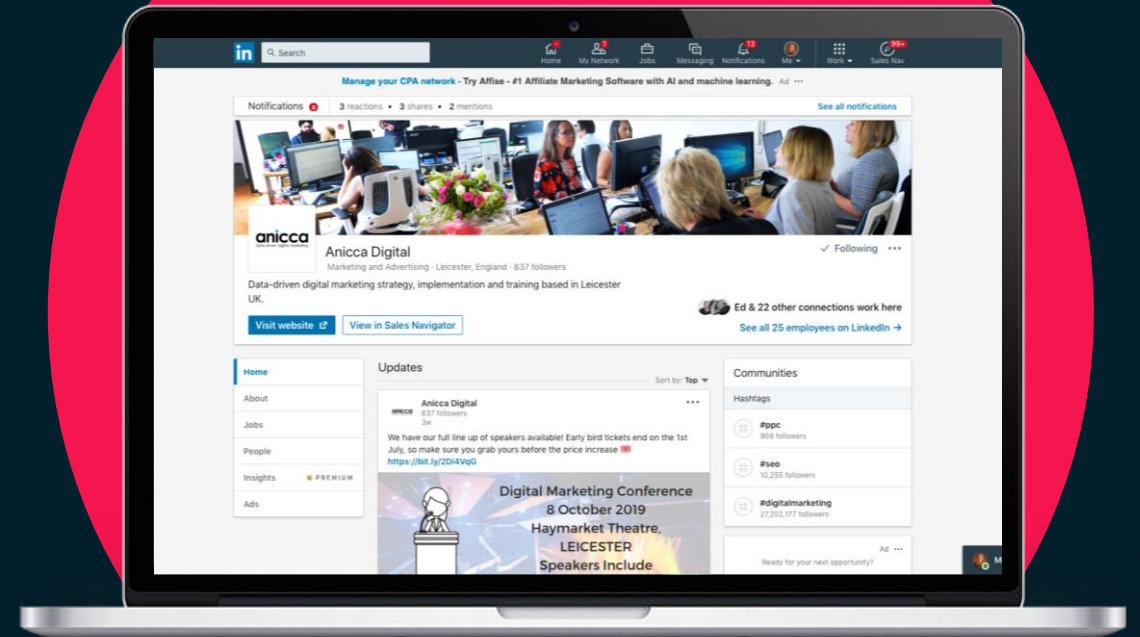 in Search
99+
13
Home My Network Jobs Messaging Notifications Me Work Sales Nav
Manage your CPA network - Try Affise - #1 Affiliate Marketing Software with AI and machine learning. Ad ···
Notifications 3 reactions • 3 shares • 2 mentions See all notifications
anicca
Anicca Digital
Following ···
Marketing and Advertising · Leicester, England · 837 followers
Data-driven digital marketing strategy, implementation and training based in Leicester
UK.
Ed & 22 other connections work here
Visit website View in Sales Navigator
See all 25 employees on LinkedIn →
Home
About
Jobs
People
Insights PREMIUM
Ads
Updates
Sort by: Top
anicca
Anicca Digital ···
837 followers
3w
We have our full line up of speakers available! Early bird tickets end on the 1st
July, so make sure you grab yours before the price increase
https://bit.ly/2Di4VqG
Digital Marketing Conference
8 October 2019
Haymarket Theatre,
LEICESTER
Speakers Include
Communities
Hashtags
#ppc
908 followers
#seo
10,255 followers
#digitalmarketing
27,202,177 followers
Ad ···
Ready for your next opportunity?
M